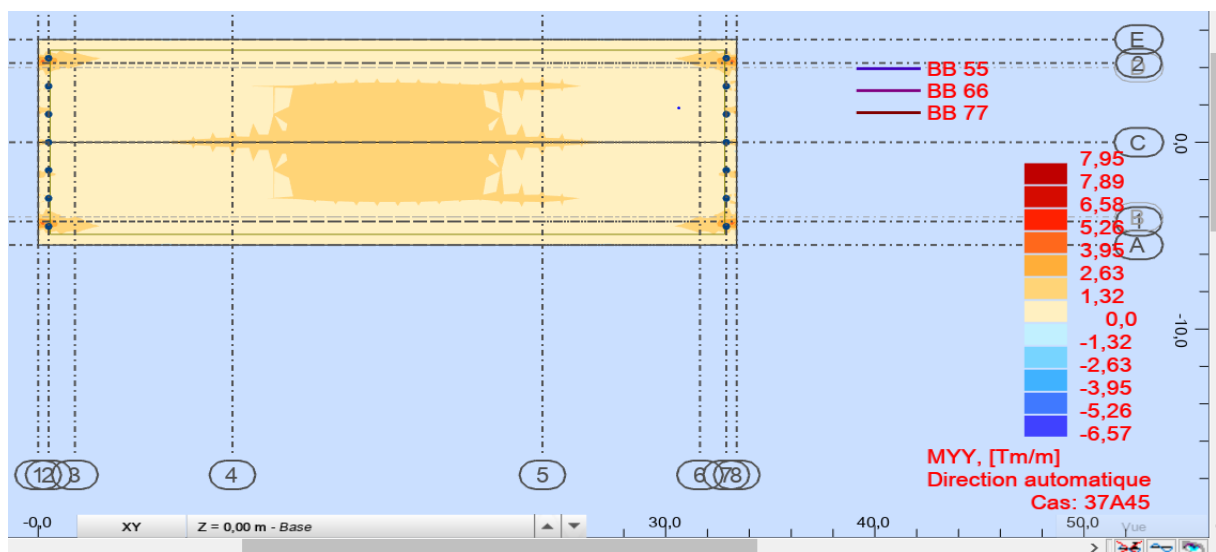 E
2
BB 55
BB 66
BB 77
C
0,0
7,95
7,89
6,58
5,26
3,95
2,63
1,32
0,0
-1,32
-2,63
-3,95
-5,26
-6,57
1
A
-10,0
1 2 3 4 5 6 7 8
MYY, [Tm/m]
Direction automatique
Cas: 37A45
-0,0
XY
Z = 0,00 m - Base
30,0
40,0
50,0
Vue